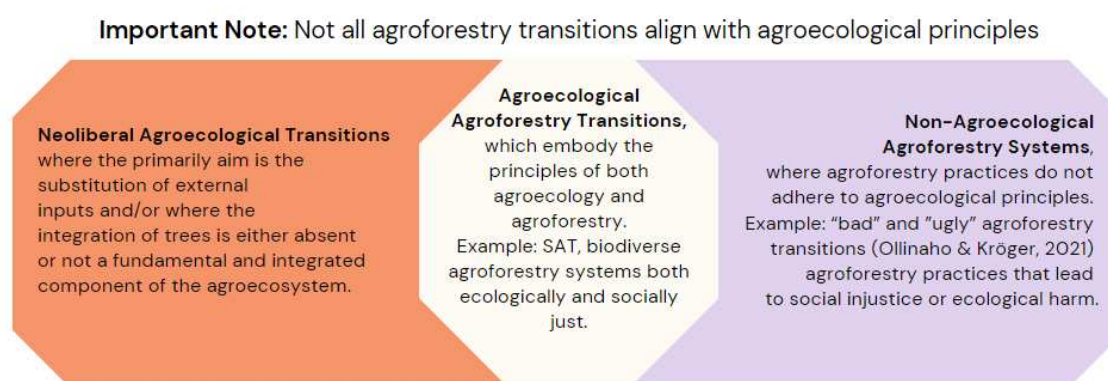 Important Note: Not all agroforestry transitions align with agroecological principles
Neoliberal Agroecological Transitions
where the primarily aim is the
substitution of external
inputs and/or where the
integration of trees is either absent
or not a fundamental and integrated
component of the agroecosystem.
Agroecological
Agroforestry Transitions,
which embody the
principles of both
agroecology and
agroforestry.
Example: SAT, biodiverse
agroforestry systems both
ecologically and socially
just.
Non-Agroecological
Agroforestry Systems,
where agroforestry practices do not
adhere to agroecological principles.
Example: “bad” and ”ugly” agroforestry
transitions (Ollinaho & Kröger, 2021)
agroforestry practices that lead
to social injustice or ecological harm.